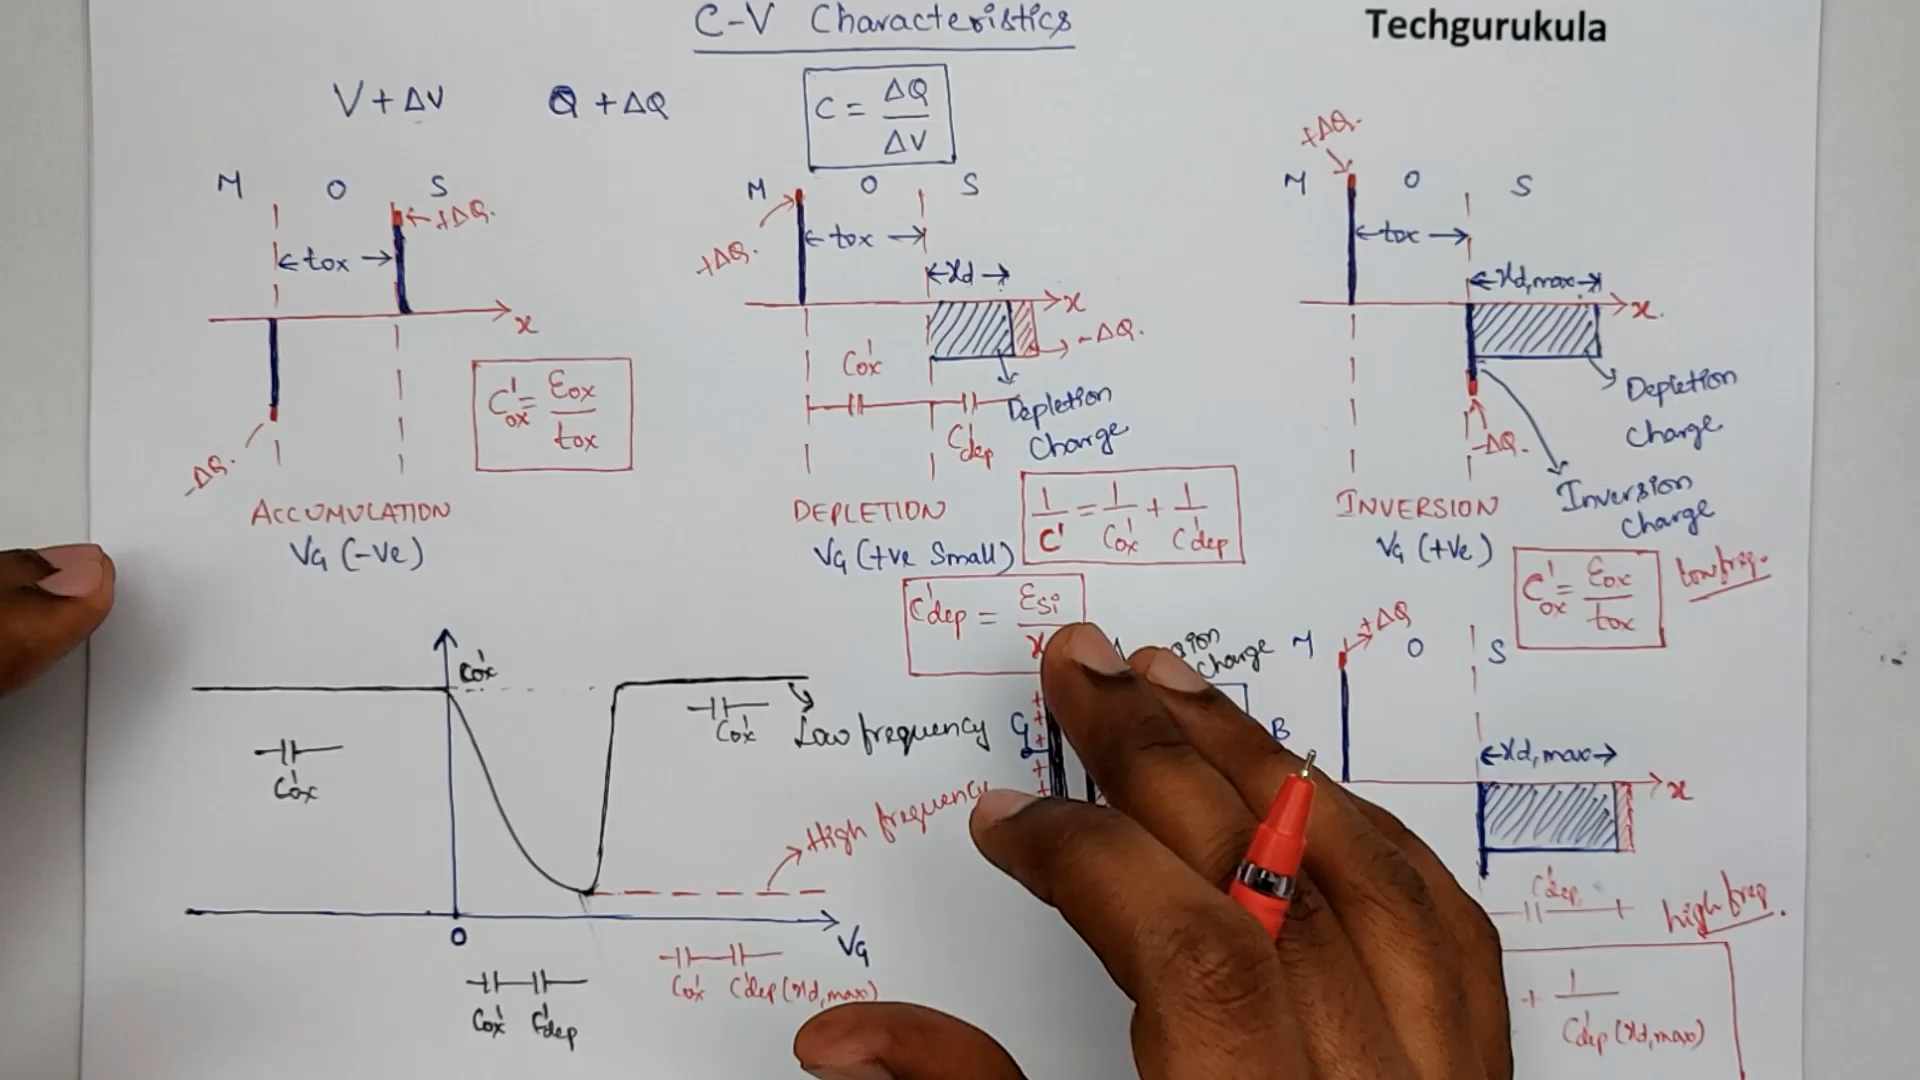 C-V Characteristics
Techgurukula
V + ΔV
Q + ΔQ
C = ΔQ / ΔV
M O S
←+ΔQ.
←tox→
x
-ΔQ.
C'ox = εox / tox
ACCUMULATION
VG (-ve)
M O S
+ΔQ.
←tox→
←xd→
x
-ΔQ.
C'ox
C'dep
Depletion
Charge
DEPLETION
VG (+ve Small)
1/C' = 1/C'ox + 1/C'dep
C'dep = εSi / x
+ΔQ.
M O S
←tox→
←xd,max→
x.
-ΔQ.
Depletion
Charge
Inversion
Charge
INVERSION
VG (+ve)
C'ox = εox / tox
low freq.
C'ox
C'ox
C'ox
Low frequency
High frequency
0
VG
C'ox C'dep
C'ox C'dep(xd,max)
Charge
G
+
+
+
+
+
B
M O S
+ΔQ
←xd,max→
x
C'dep
high freq.
+ 1 / C'dep(xd,max)